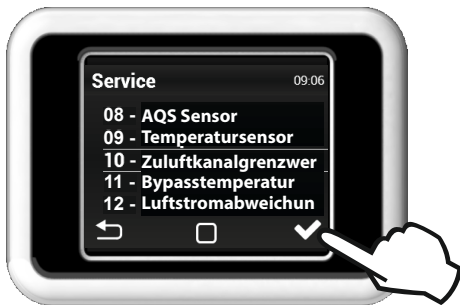 Service 09:06
08 - AQS Sensor
09 - Temperatursensor
10 - Zuluftkanalgrenzwer
11 - Bypasstemperatur
12 - Luftstromabweichun